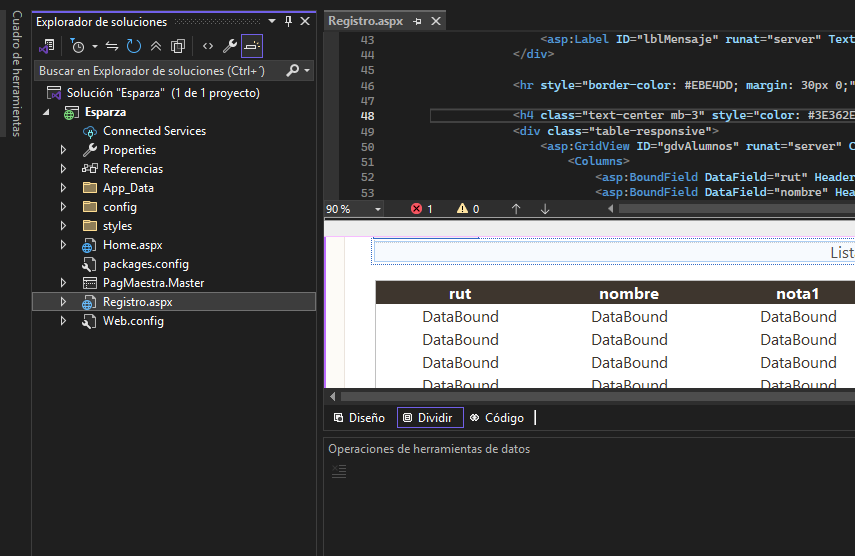 Cuadro de herramientas
Explorador de soluciones
Buscar en Explorador de soluciones (Ctrl+´)
Solución "Esparza" (1 de 1 proyecto)
Esparza
Connected Services
Properties
Referencias
App_Data
config
styles
Home.aspx
packages.config
PagMaestra.Master
Registro.aspx
Web.config
Registro.aspx
43 <asp:Label ID="lblMensaje" runat="server" Text
44 </div>
45
46 <hr style="border-color: #EBE4DD; margin: 30px 0;"
47
48 <h4 class="text-center mb-3" style="color: #3E362E
49 <div class="table-responsive">
50 <asp:GridView ID="gdvAlumnos" runat="server" C
51 <Columns>
52 <asp:BoundField DataField="rut" Header
53 <asp:BoundField DataField="nombre" Hea
90 % 1 0
List
rut nombre nota1
DataBound DataBound DataBound
DataBound DataBound DataBound
DataBound DataBound DataBound
DataBound DataBound DataBound
Diseño Dividir Código
Operaciones de herramientas de datos